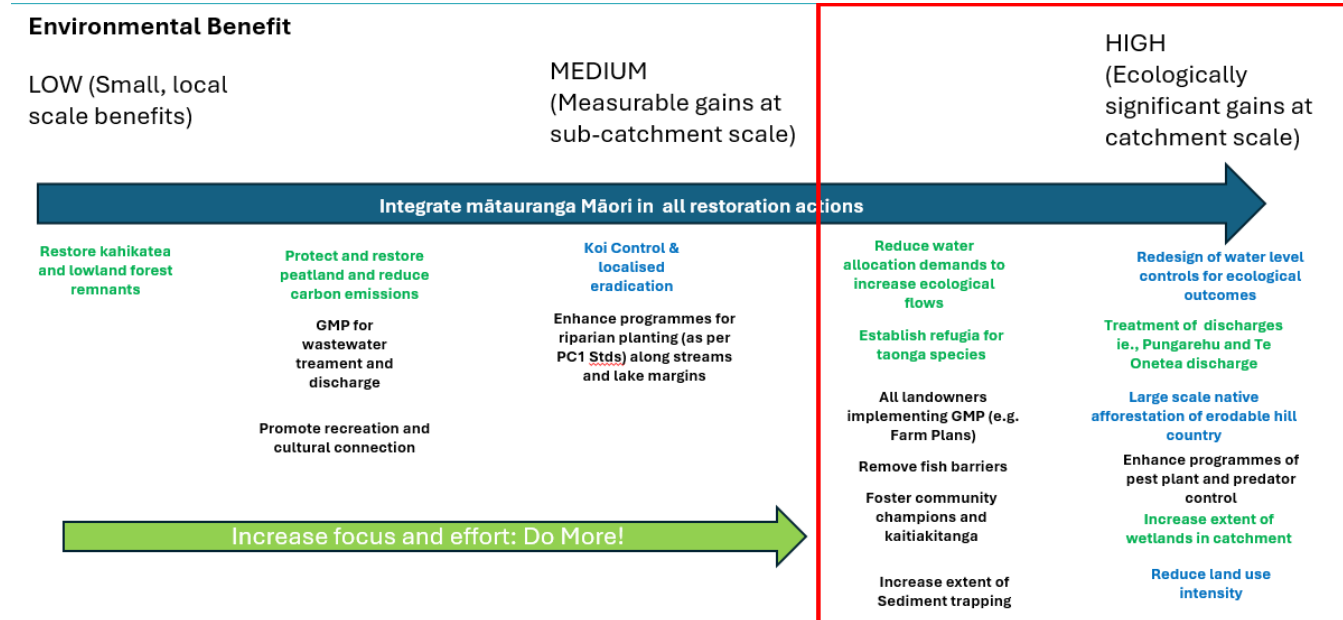 Environmental Benefit
LOW (Small, local
scale benefits)
MEDIUM
(Measurable gains at
sub-catchment scale)
HIGH
(Ecologically
significant gains at
catchment scale)
Integrate mātauranga Māori in all restoration actions
Restore kahikatea
and lowland forest
remnants
Protect and restore
peatland and reduce
carbon emissions
GMP for
wastewater
treament and
discharge
Promote recreation and
cultural connection
Koi Control &
localised
eradication
Enhance programmes for
riparian planting (as per
PC1 Stds) along streams
and lake margins
Reduce water
allocation demands to
increase ecological
flows
Establish refugia for
taonga species
All landowners
implementing GMP (e.g.
Farm Plans)
Remove fish barriers
Foster community
champions and
kaitiakitanga
Increase extent of
Sediment trapping
Redesign of water level
controls for ecological
outcomes
Treatment of discharges
ie., Pungarehu and Te
Onetea discharge
Large scale native
afforestation of erodable hill
country
Enhance programmes of
pest plant and predator
control
Increase extent of
wetlands in catchment
Reduce land use
intensity
Increase focus and effort: Do More!